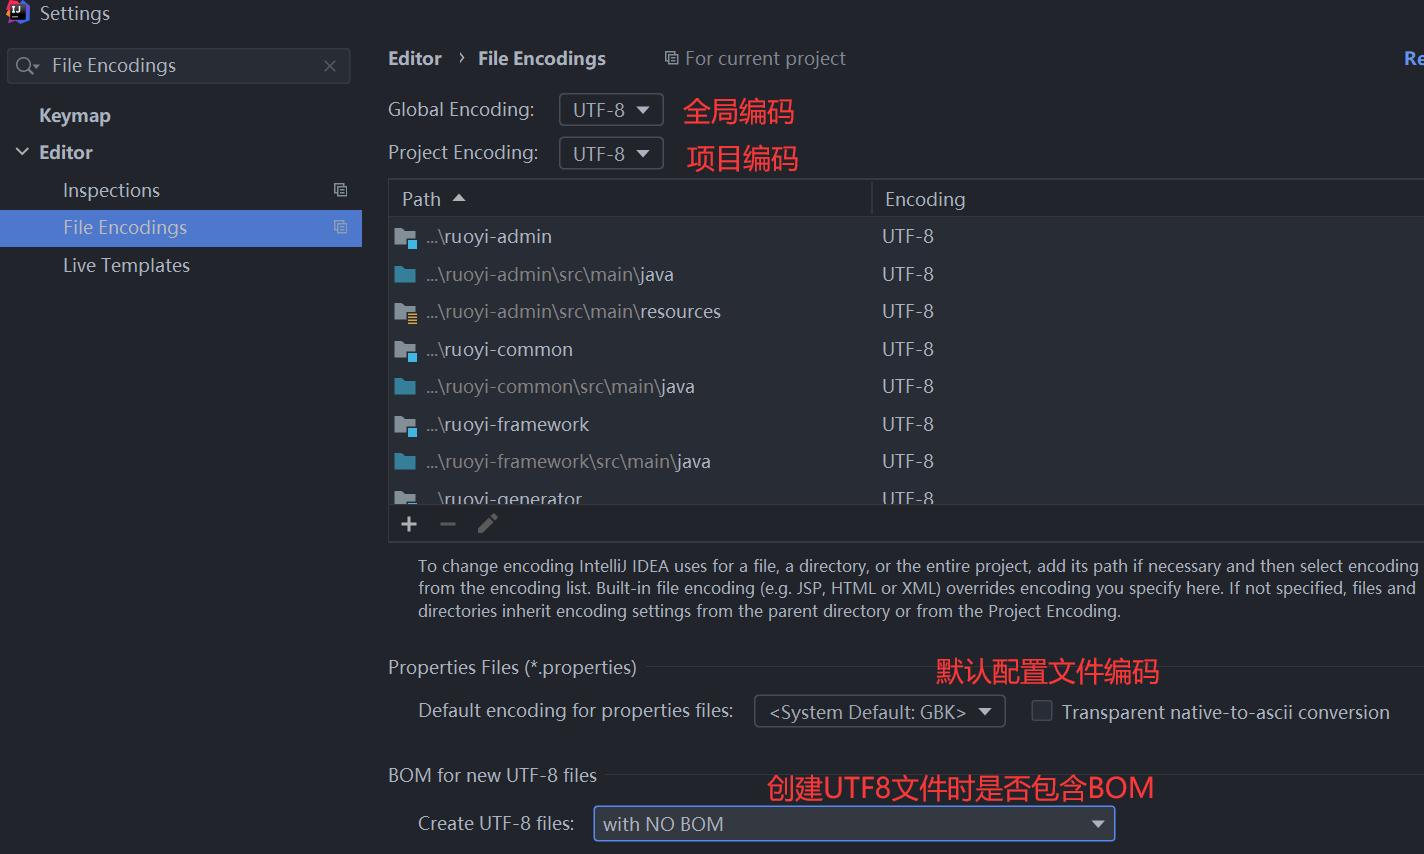 Settings
File Encodings
Editor › File Encodings For current project Re
Global Encoding: UTF-8 全局编码
Keymap
Project Encoding: UTF-8 项目编码
Editor
Inspections
File Encodings
Live Templates
Path Encoding
...\ruoyi-admin UTF-8
...\ruoyi-admin\src\main\java UTF-8
...\ruoyi-admin\src\main\resources UTF-8
...\ruoyi-common UTF-8
...\ruoyi-common\src\main\java UTF-8
...\ruoyi-framework UTF-8
...\ruoyi-framework\src\main\java UTF-8
...\ruoyi-generator UTF-8
To change encoding IntelliJ IDEA uses for a file, a directory, or the entire project, add its path if necessary and then select encoding
from the encoding list. Built-in file encoding (e.g. JSP, HTML or XML) overrides encoding you specify here. If not specified, files and
directories inherit encoding settings from the parent directory or from the Project Encoding.
Properties Files (*.properties) 默认配置文件编码
Default encoding for properties files: <System Default: GBK> Transparent native-to-ascii conversion
BOM for new UTF-8 files 创建UTF8文件时是否包含BOM
Create UTF-8 files: with NO BOM